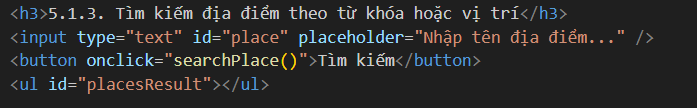 <h3>5.1.3. Tìm kiếm địa điểm theo từ khóa hoặc vị trí</h3>
<input type="text" id="place" placeholder="Nhập tên địa điểm..." />
<button onclick="searchPlace()">Tìm kiếm</button>
<ul id="placesResult"></ul>